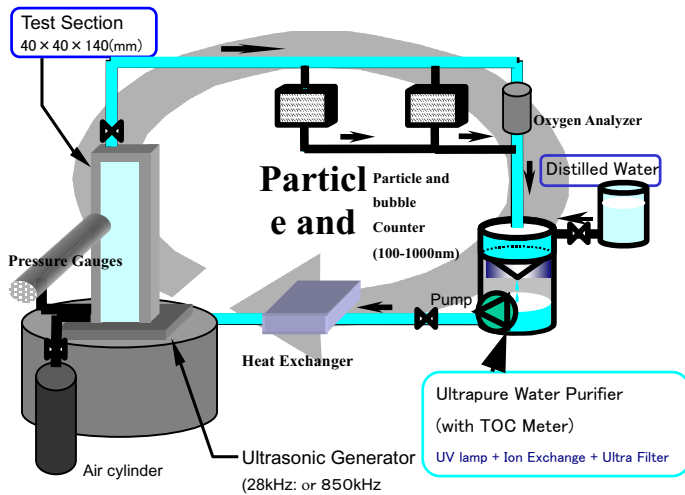 Test Section
40×40×140(mm)
Oxygen Analyzer
Particl
e and
Particle and
bubble
Counter
(100-1000nm)
Distilled Water
Pressure Gauges
Pump
Heat Exchanger
Ultrapure Water Purifier
(with TOC Meter)
UV lamp + Ion Exchange + Ultra Filter
Air cylinder
Ultrasonic Generator
(28kHz: or 850kHz